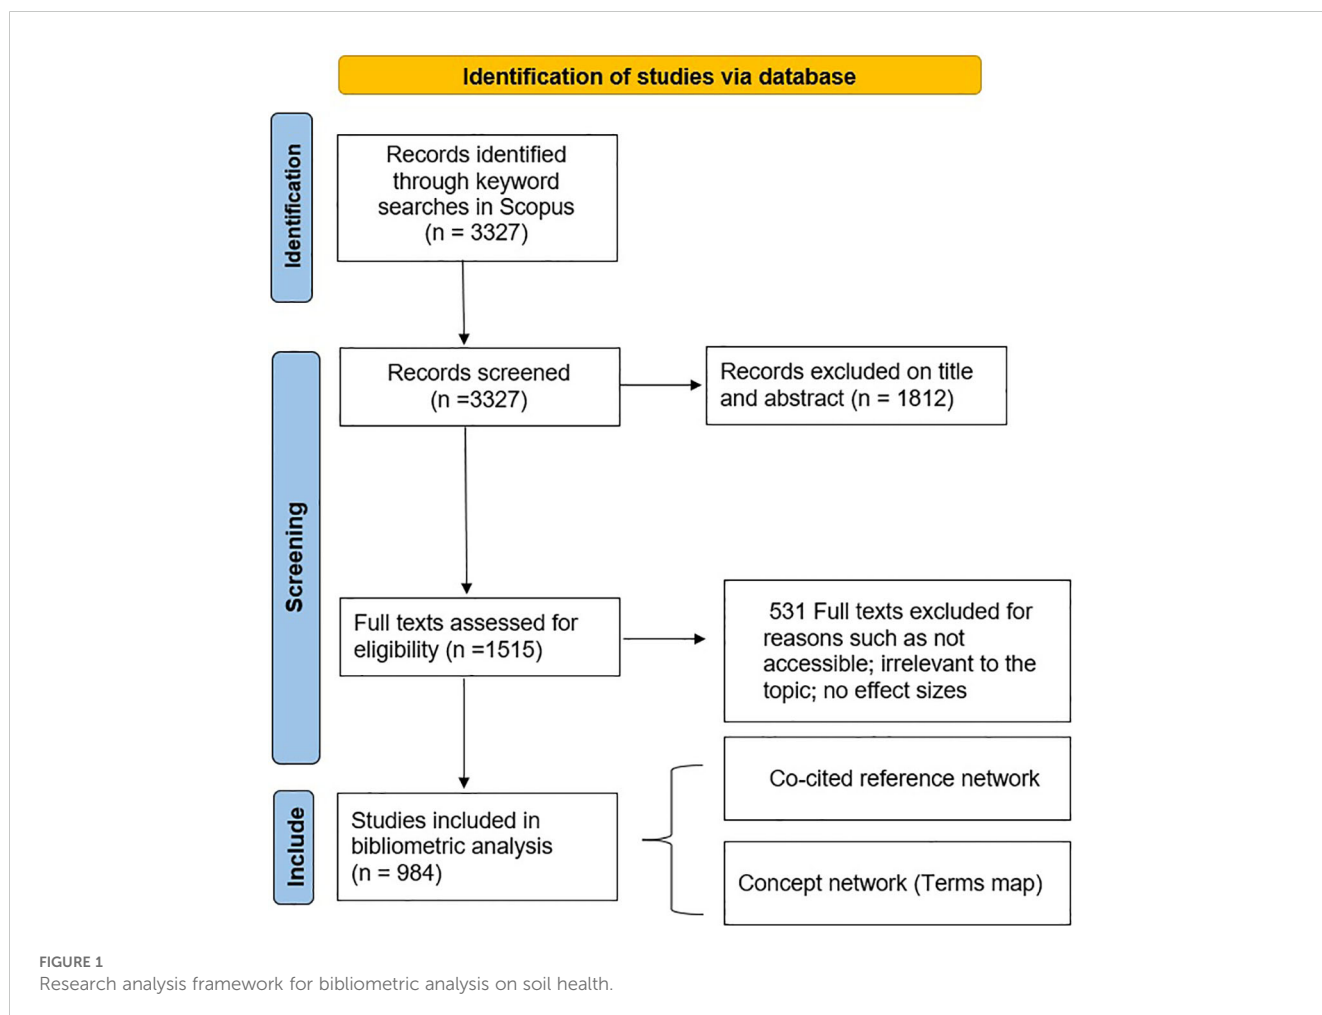 Identification of studies via database
Identification
Records identified
through keyword
searches in Scopus
(n = 3327)
Screening
Records screened
(n =3327)
Records excluded on title
and abstract (n = 1812)
Full texts assessed for
eligibility (n =1515)
531 Full texts excluded for
reasons such as not
accessible; irrelevant to the
topic; no effect sizes
Include
Studies included in
bibliometric analysis
(n = 984)
Co-cited reference network
Concept network (Terms map)
FIGURE 1
Research analysis framework for bibliometric analysis on soil health.